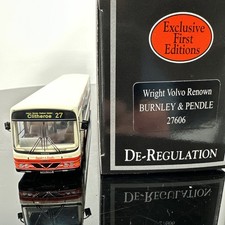 Exclusive
First
Editions
Wright Volvo Renown
BURNLEY & PENDLE
27606
DE-REGULATION
Clitheroe 27